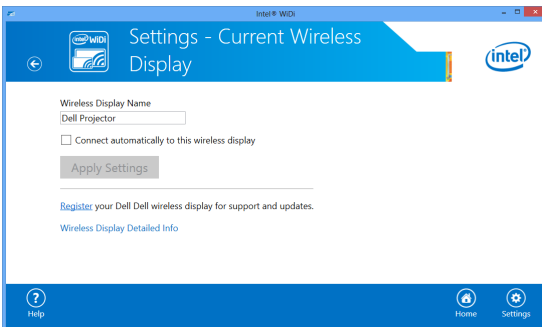 Intel® WiDi
intel WiDi
Settings - Current Wireless
Display
intel
Wireless Display Name
Dell Projector
Connect automatically to this wireless display
Apply Settings
Register your Dell Dell wireless display for support and updates.
Wireless Display Detailed Info
?
Help
Home
Settings